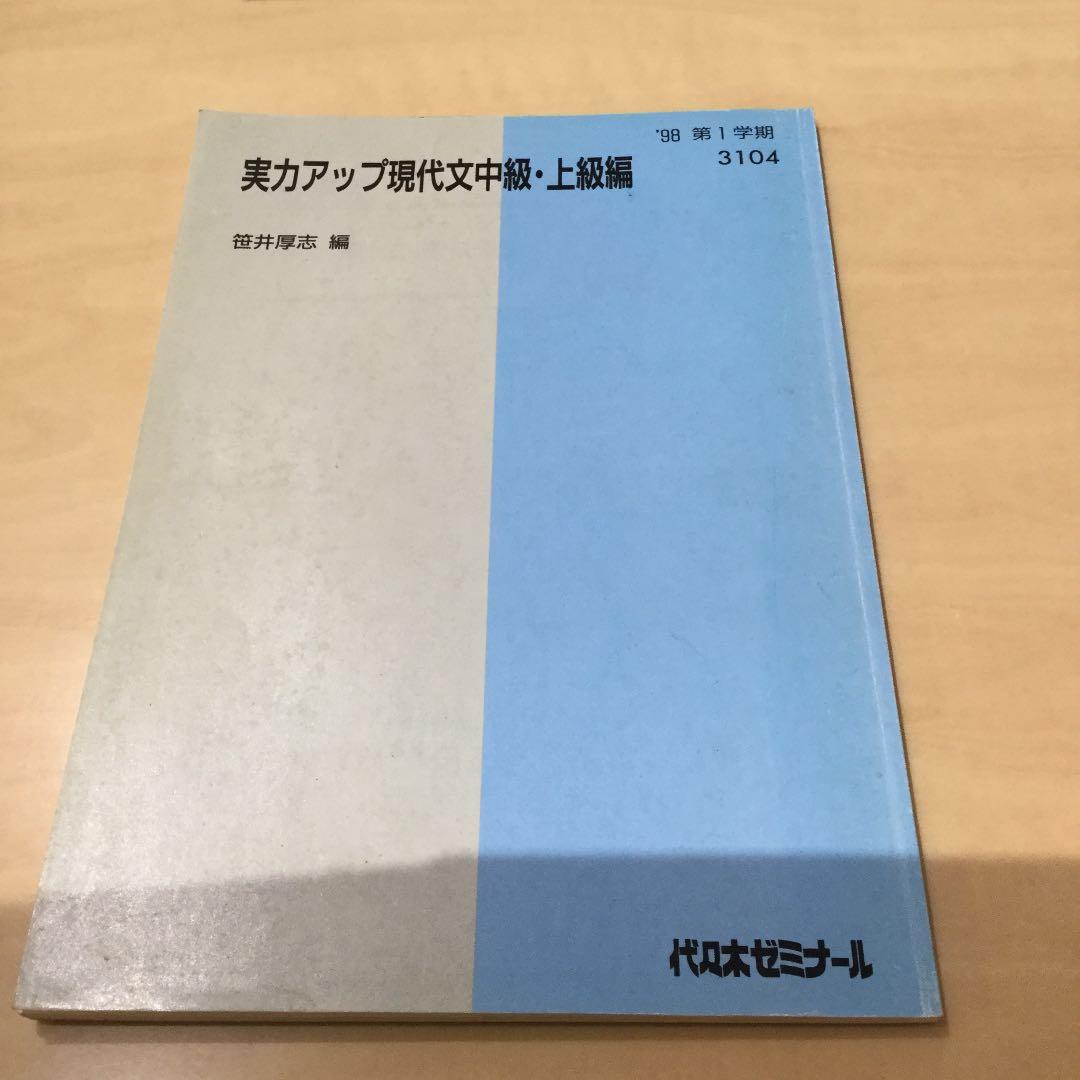 '98 第1学期
3104
実力アップ現代文中級・上級編
笹井厚志 編
代々木ゼミナール